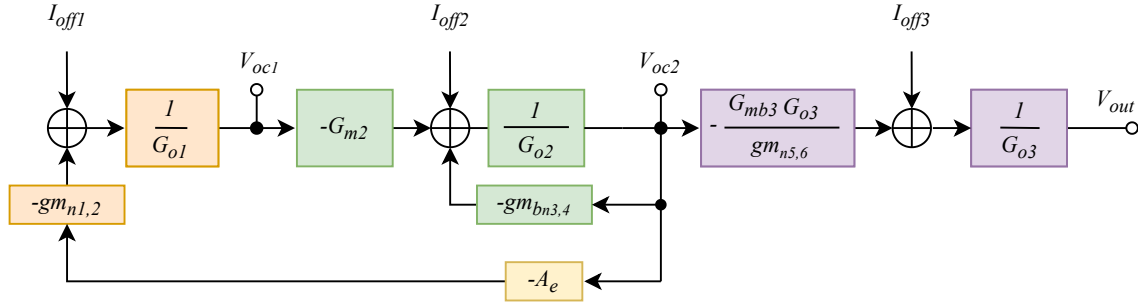 I_off1
I_off2
I_off3
V_oc1
V_oc2
V_out
1
G_o1
-G_m2
1
G_o2
- G_mb3 G_o3
gm_n5,6
1
G_o3
-gm_n1,2
-gm_bn3,4
-A_e